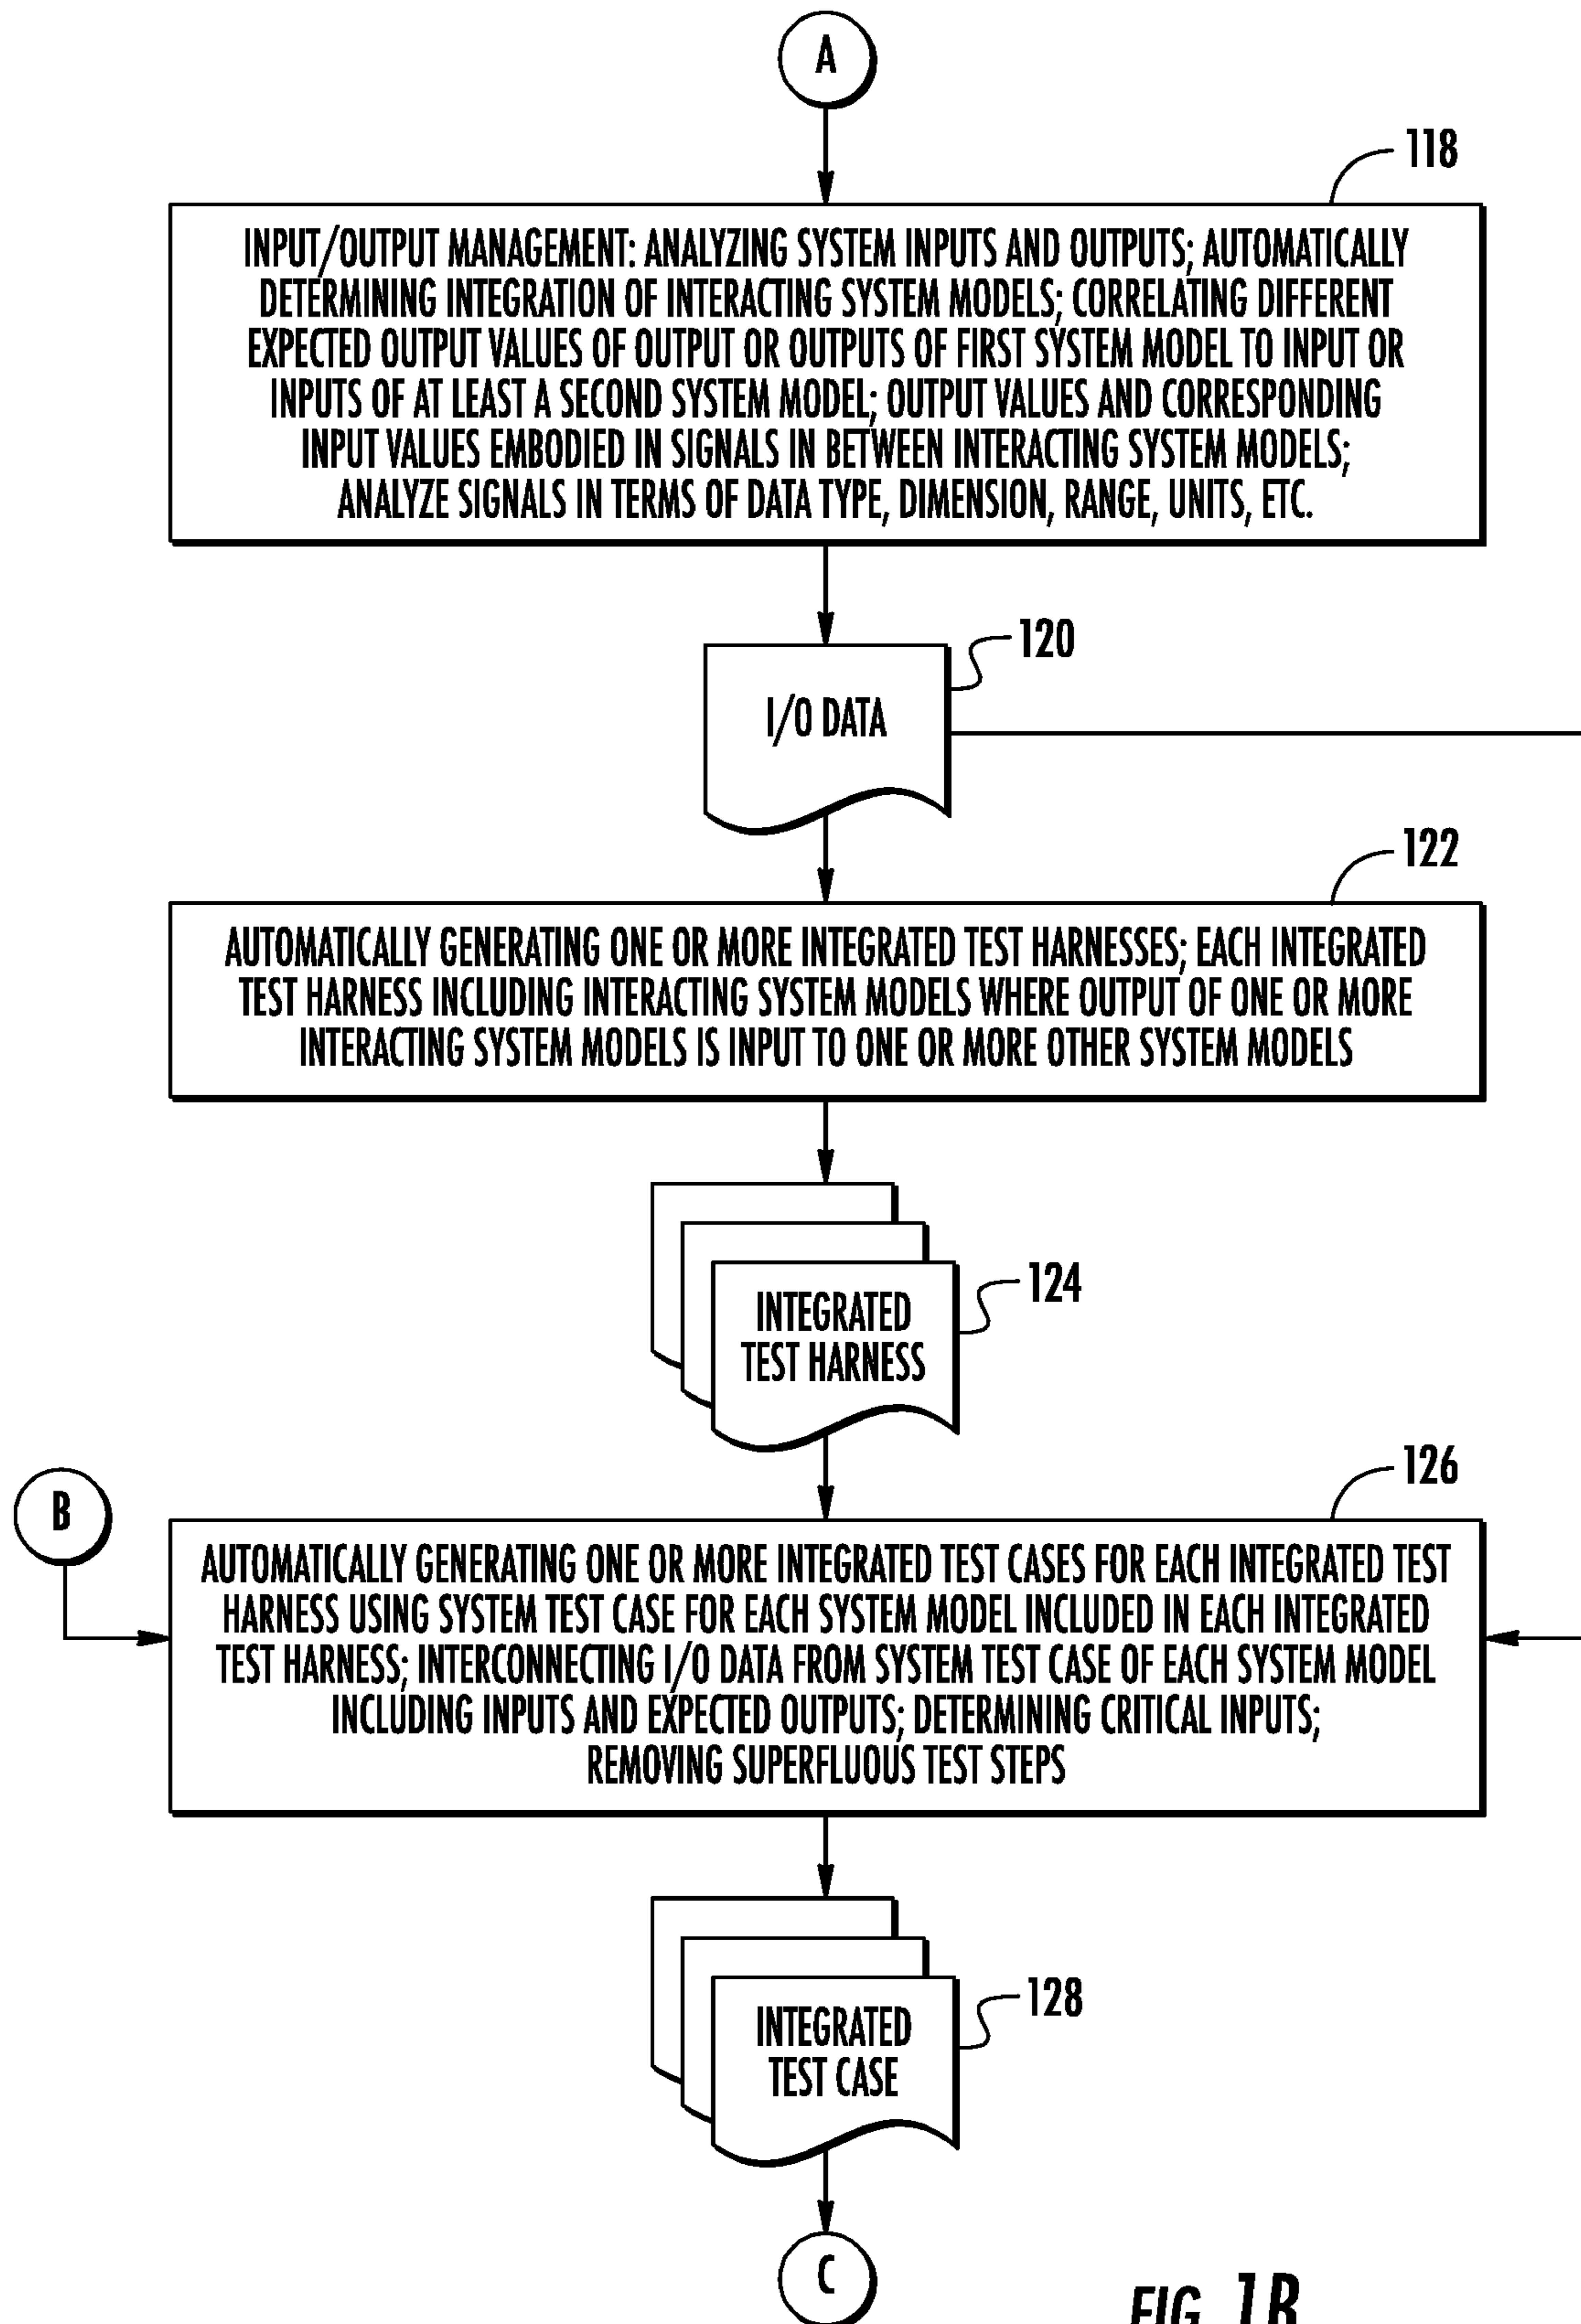 A
118
INPUT/OUTPUT MANAGEMENT: ANALYZING SYSTEM INPUTS AND OUTPUTS; AUTOMATICALLY
DETERMINING INTEGRATION OF INTERACTING SYSTEM MODELS; CORRELATING DIFFERENT
EXPECTED OUTPUT VALUES OF OUTPUT OR OUTPUTS OF FIRST SYSTEM MODEL TO INPUT OR
INPUTS OF AT LEAST A SECOND SYSTEM MODEL; OUTPUT VALUES AND CORRESPONDING
INPUT VALUES EMBODIED IN SIGNALS IN BETWEEN INTERACTING SYSTEM MODELS;
ANALYZE SIGNALS IN TERMS OF DATA TYPE, DIMENSION, RANGE, UNITS, ETC.
120
I/O DATA
122
AUTOMATICALLY GENERATING ONE OR MORE INTEGRATED TEST HARNESSES; EACH INTEGRATED
TEST HARNESS INCLUDING INTERACTING SYSTEM MODELS WHERE OUTPUT OF ONE OR MORE
INTERACTING SYSTEM MODELS IS INPUT TO ONE OR MORE OTHER SYSTEM MODELS
124
INTEGRATED
TEST HARNESS
126
B
AUTOMATICALLY GENERATING ONE OR MORE INTEGRATED TEST CASES FOR EACH INTEGRATED TEST
HARNESS USING SYSTEM TEST CASE FOR EACH SYSTEM MODEL INCLUDED IN EACH INTEGRATED
TEST HARNESS; INTERCONNECTING I/O DATA FROM SYSTEM TEST CASE OF EACH SYSTEM MODEL
INCLUDING INPUTS AND EXPECTED OUTPUTS; DETERMINING CRITICAL INPUTS;
REMOVING SUPERFLUOUS TEST STEPS
128
INTEGRATED
TEST CASE
C
FIG. 1B